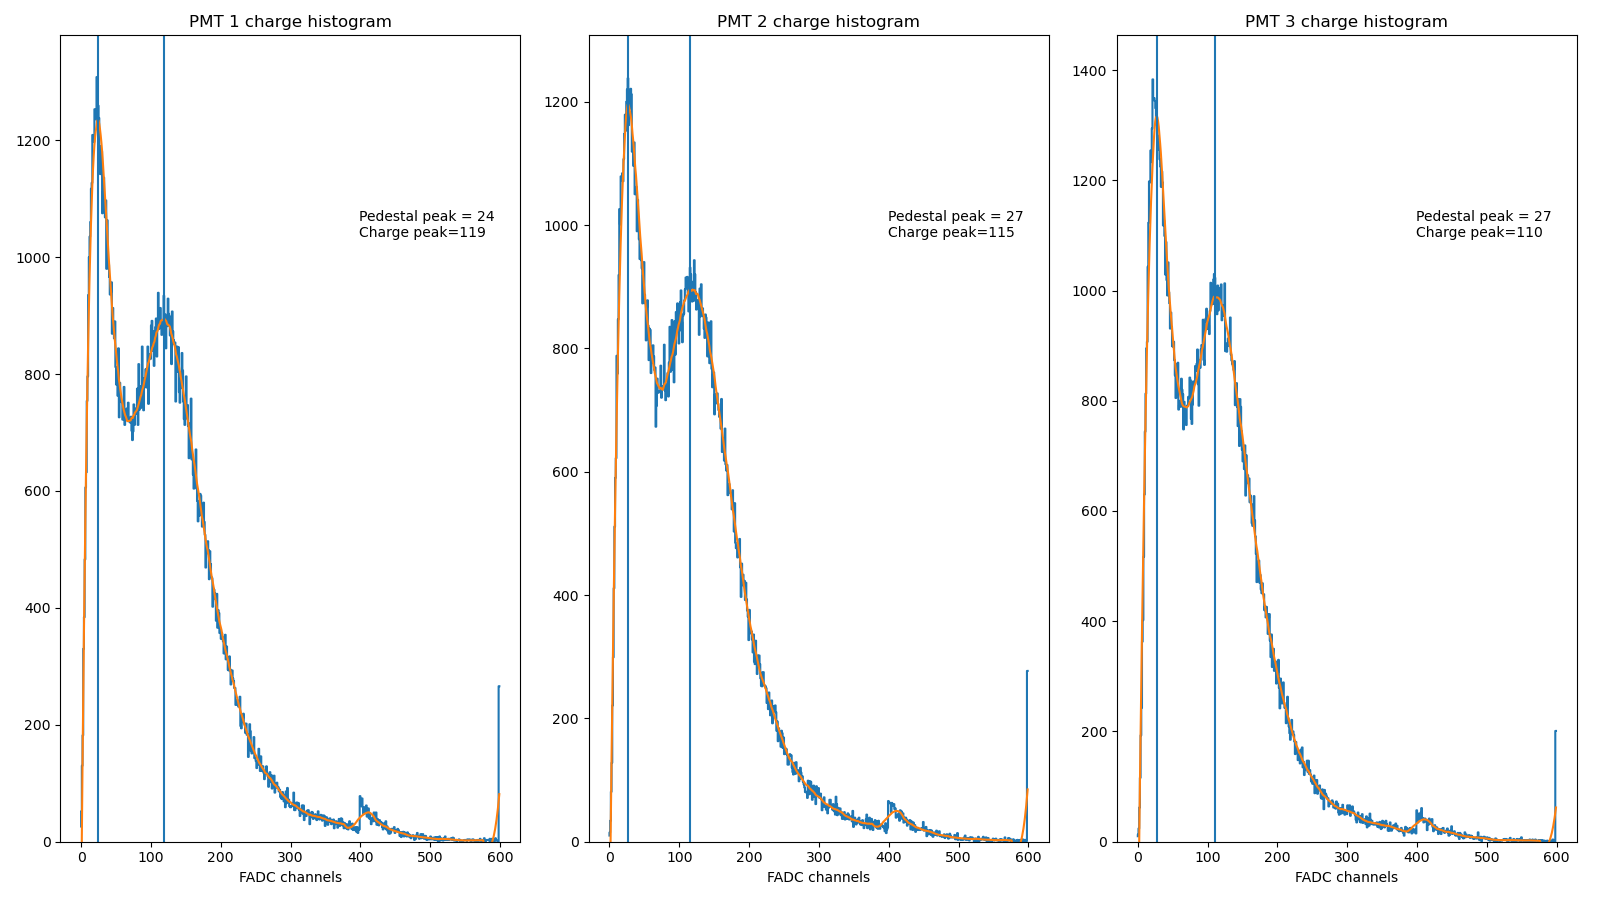 PMT 1 charge histogram
1200
1000
800
600
400
200
0
Pedestal peak = 24
Charge peak=119
0 100 200 300 400 500 600
FADC channels
PMT 2 charge histogram
1200
1000
800
600
400
200
0
Pedestal peak = 27
Charge peak=115
0 100 200 300 400 500 600
FADC channels
PMT 3 charge histogram
1400
1200
1000
800
600
400
200
0
Pedestal peak = 27
Charge peak=110
0 100 200 300 400 500 600
FADC channels